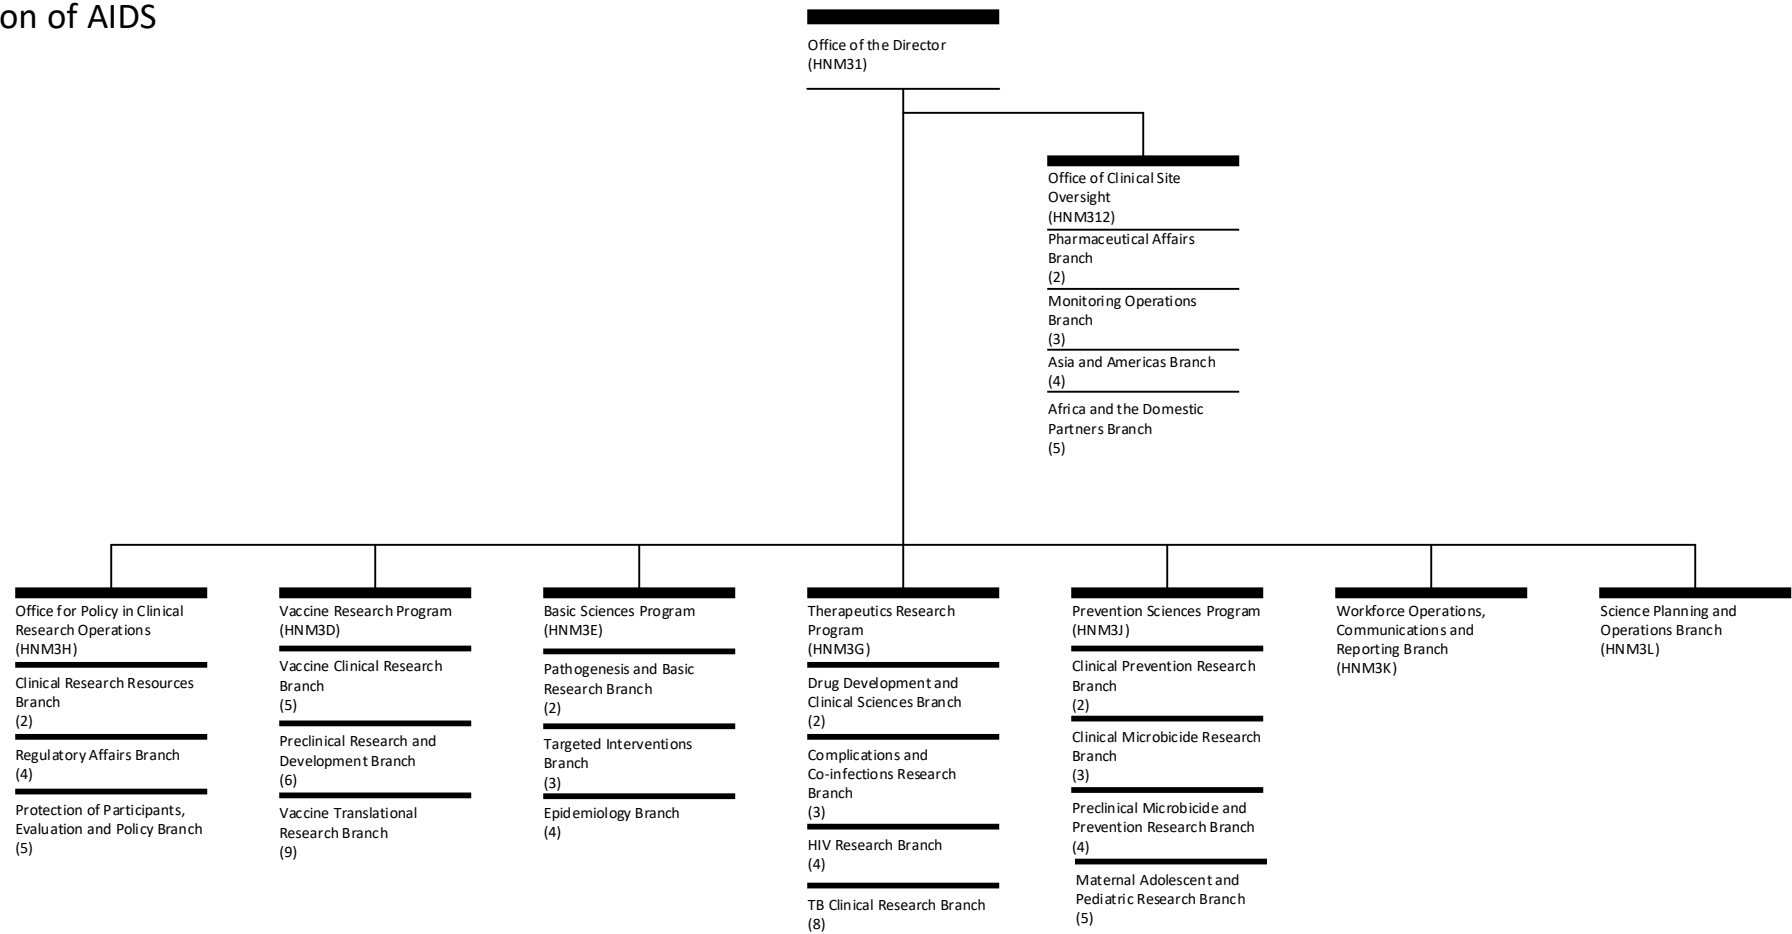 on of AIDS
Office of the Director
(HNM31)
Office of Clinical Site
Oversight
(HNM312)
Pharmaceutical Affairs
Branch
(2)
Monitoring Operations
Branch
(3)
Asia and Americas Branch
(4)
Africa and the Domestic
Partners Branch
(5)
Office for Policy in Clinical
Research Operations
(HNM3H)
Clinical Research Resources
Branch
(2)
Regulatory Affairs Branch
(4)
Protection of Participants,
Evaluation and Policy Branch
(5)
Vaccine Research Program
(HNM3D)
Vaccine Clinical Research
Branch
(5)
Preclinical Research and
Development Branch
(6)
Vaccine Translational
Research Branch
(9)
Basic Sciences Program
(HNM3E)
Pathogenesis and Basic
Research Branch
(2)
Targeted Interventions
Branch
(3)
Epidemiology Branch
(4)
Therapeutics Research
Program
(HNM3G)
Drug Development and
Clinical Sciences Branch
(2)
Complications and
Co-infections Research
Branch
(3)
HIV Research Branch
(4)
TB Clinical Research Branch
(8)
Prevention Sciences Program
(HNM3J)
Clinical Prevention Research
Branch
(2)
Clinical Microbicide Research
Branch
(3)
Preclinical Microbicide and
Prevention Research Branch
(4)
Maternal Adolescent and
Pediatric Research Branch
(5)
Workforce Operations,
Communications and
Reporting Branch
(HNM3K)
Science Planning and
Operations Branch
(HNM3L)